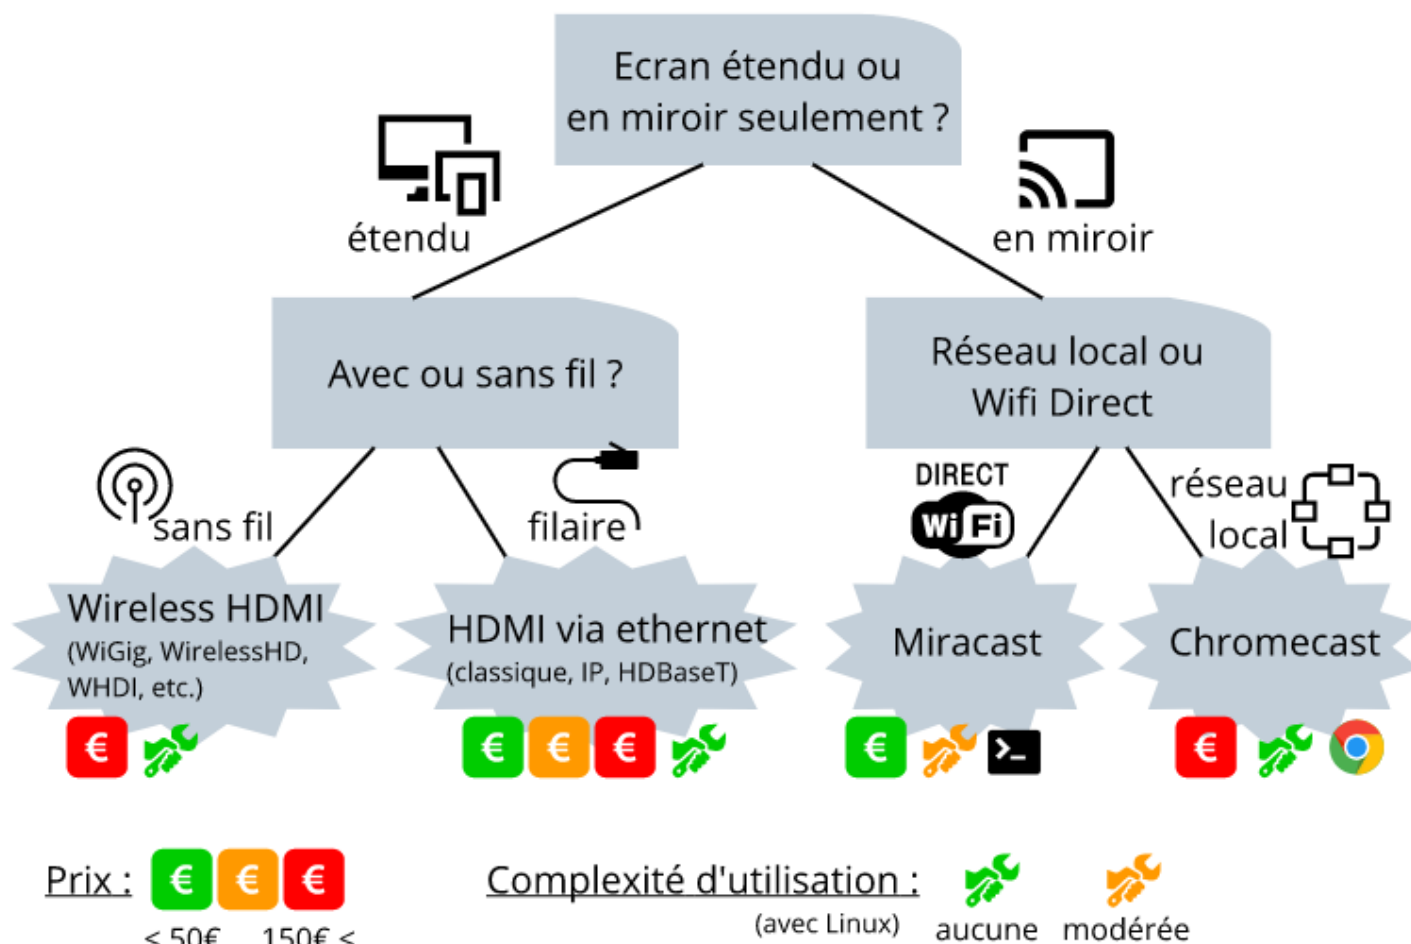 Ecran étendu ou
en miroir seulement ?
étendu
en miroir
Avec ou sans fil ?
Réseau local ou
Wifi Direct
sans fil
filaire
DIRECT
Wi Fi
réseau
local
Wireless HDMI
(WiGig, WirelessHD,
WHDI, etc.)
HDMI via ethernet
(classique, IP, HDBaseT)
Miracast
Chromecast
€
€ € €
€
>_
€
Prix : € € €
< 50€ 150€ <
Complexité d'utilisation :
(avec Linux)
aucune
modérée